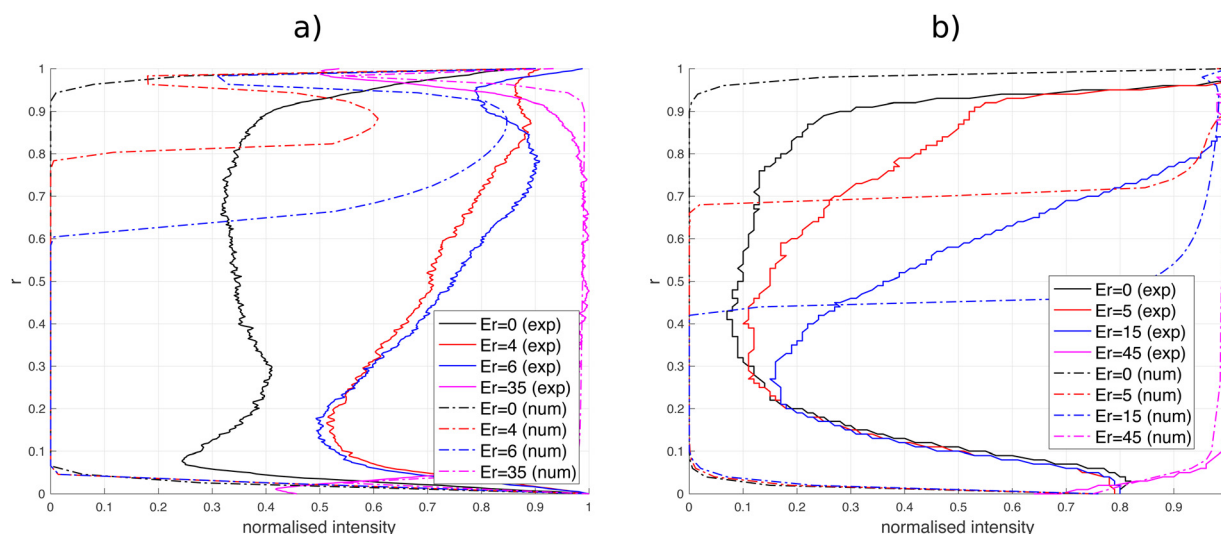 a)
1
0.9
0.8
0.7
0.6
r
0.5
0.4
0.3
0.2
0.1
0
0
0.1
0.2
0.3
0.4
0.5
0.6
0.7
0.8
0.9
1
normalised intensity
Er=0 (exp)
Er=4 (exp)
Er=6 (exp)
Er=35 (exp)
Er=0 (num)
Er=4 (num)
Er=6 (num)
Er=35 (num)
b)
1
0.9
0.8
0.7
0.6
r
0.5
0.4
0.3
0.2
0.1
0
0
0.1
0.2
0.3
0.4
0.5
0.6
0.7
0.8
0.9
normalised intensity
Er=0 (exp)
Er=5 (exp)
Er=15 (exp)
Er=45 (exp)
Er=0 (num)
Er=5 (num)
Er=15 (num)
Er=45 (num)